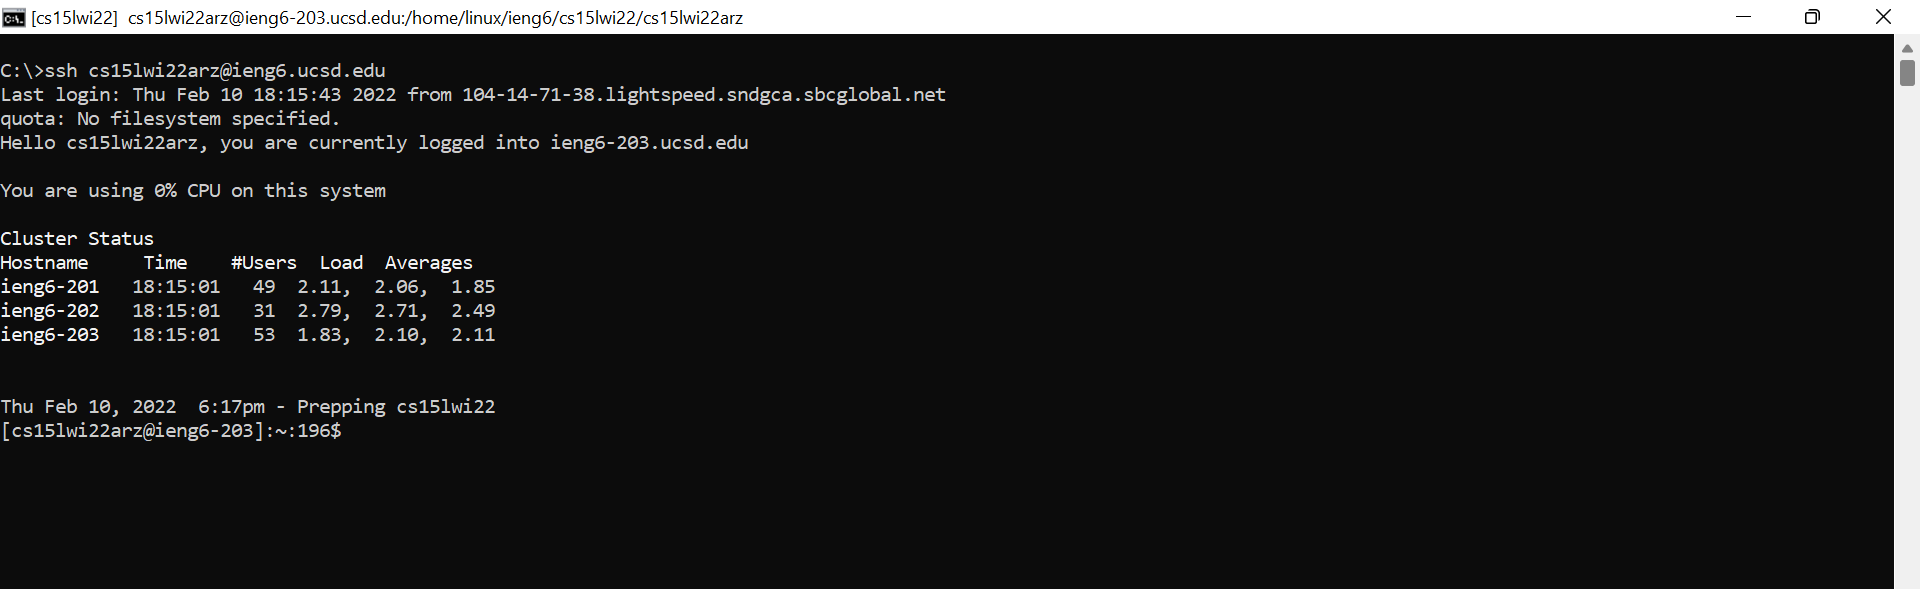 [cs15lwi22] cs15lwi22arz@ieng6-203.ucsd.edu:/home/linux/ieng6/cs15lwi22/cs15lwi22arz
C:\>ssh cs15lwi22arz@ieng6.ucsd.edu
Last login: Thu Feb 10 18:15:43 2022 from 104-14-71-38.lightspeed.sndgca.sbcglobal.net
quota: No filesystem specified.
Hello cs15lwi22arz, you are currently logged into ieng6-203.ucsd.edu
You are using 0% CPU on this system
Cluster Status
Hostname     Time    #Users  Load  Averages
ieng6-201   18:15:01   49  2.11,  2.06,  1.85
ieng6-202   18:15:01   31  2.79,  2.71,  2.49
ieng6-203   18:15:01   53  1.83,  2.10,  2.11
Thu Feb 10, 2022  6:17pm - Prepping cs15lwi22
[cs15lwi22arz@ieng6-203]:~:196$